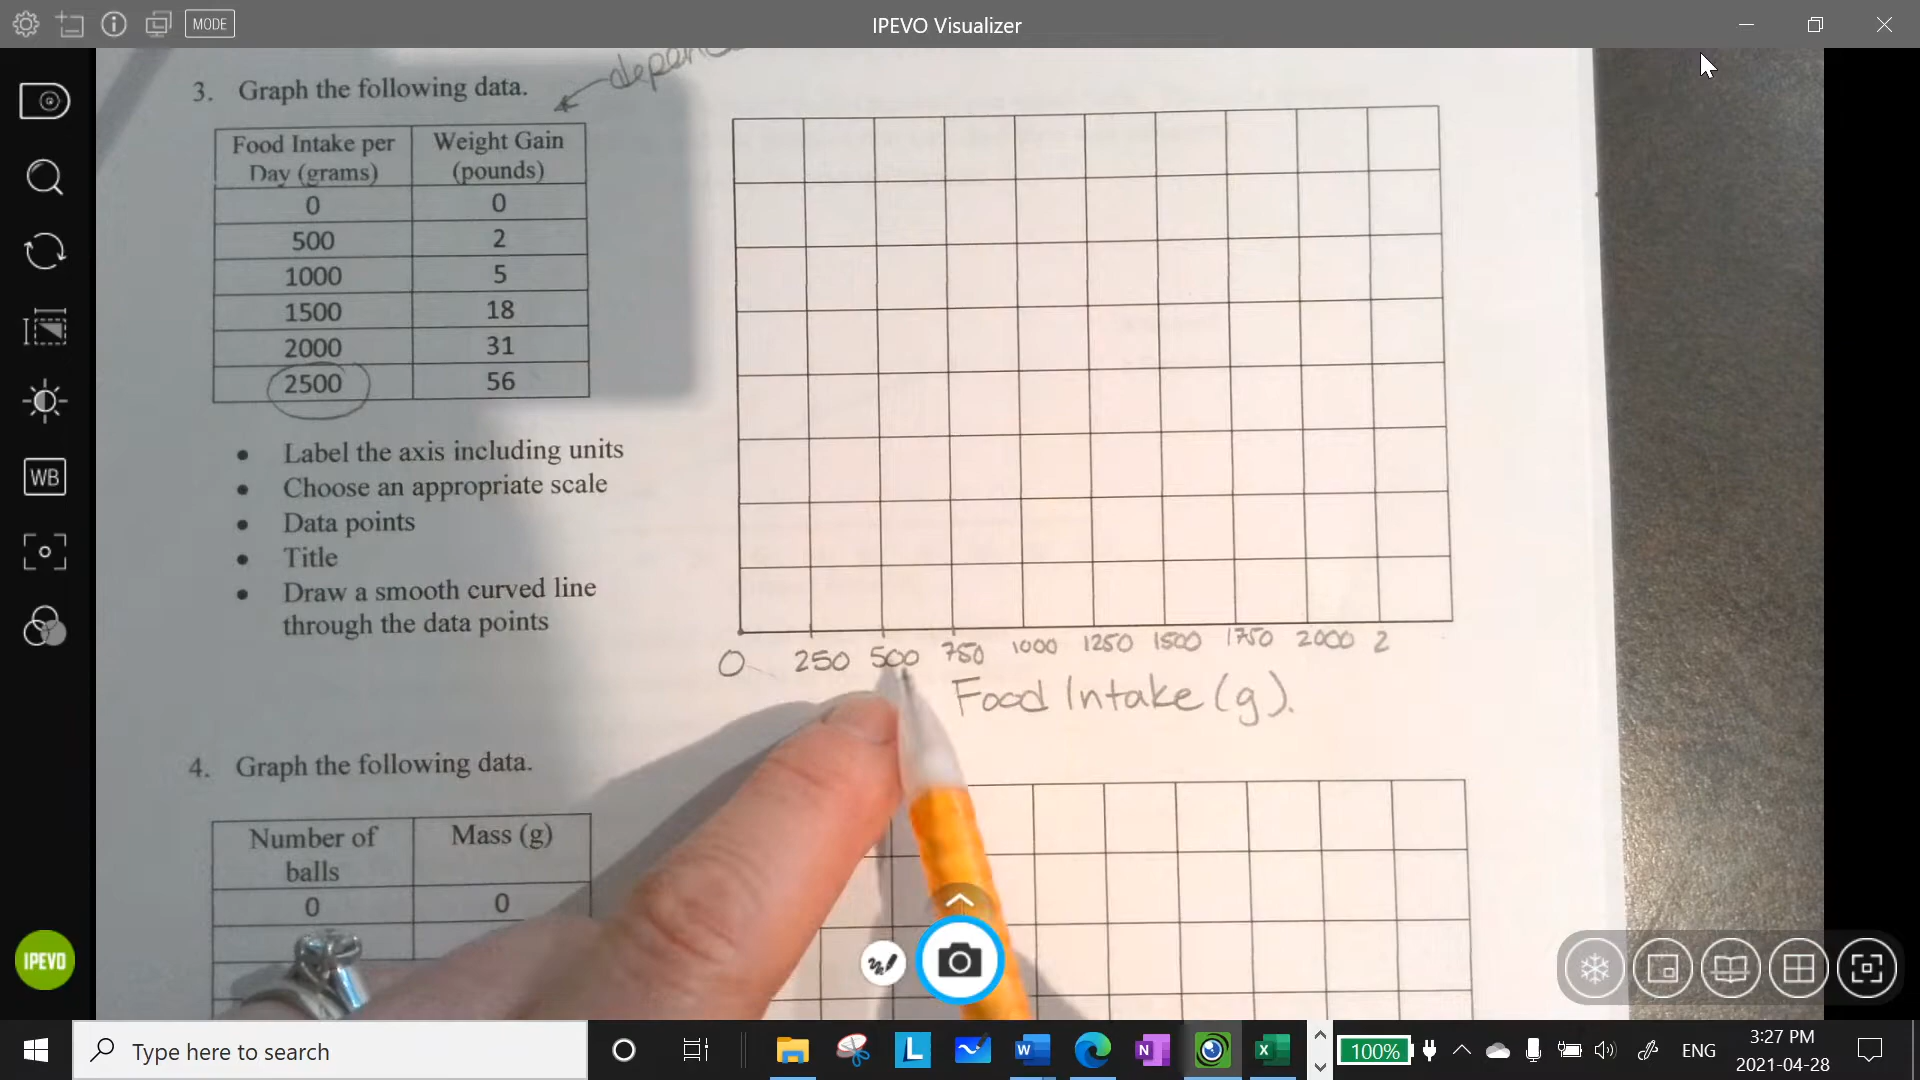 MODE
IPEVO Visualizer
3. Graph the following data.
Food Intake per Day (grams) Weight Gain (pounds)
0 0
500 2
1000 5
1500 18
2000 31
2500 56
• Label the axis including units
• Choose an appropriate scale
• Data points
• Title
• Draw a smooth curved line
through the data points
0 250 500 750 1000 1250 1500 1750 2000 2
Food Intake (g).
4. Graph the following data.
Number of balls Mass (g)
0 0
WB
IPEVO
Type here to search
L
W
N
X
100%
ENG
3:27 PM
2021-04-28